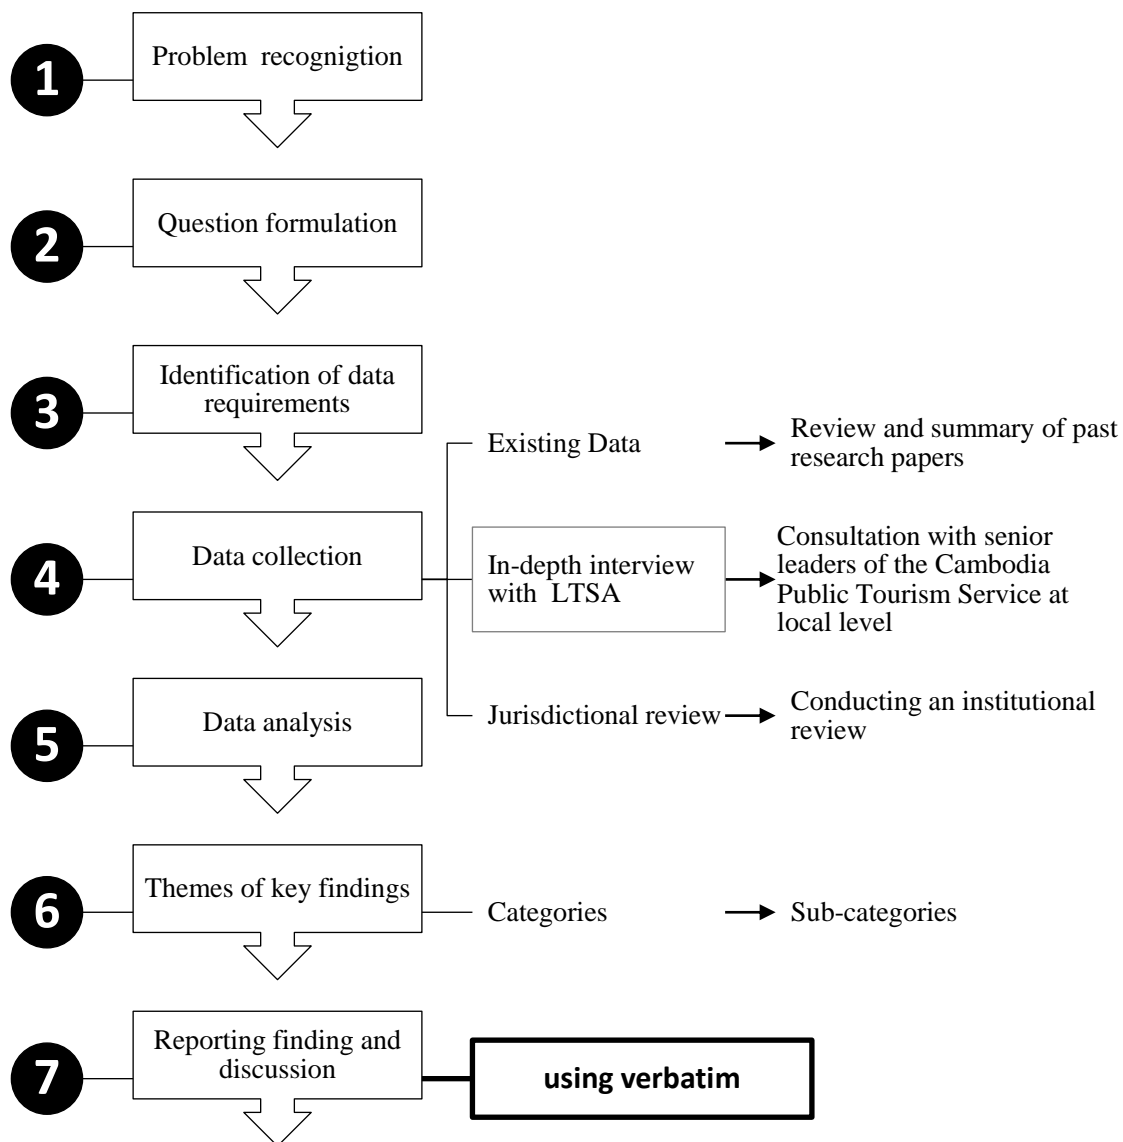 1
Problem recognigtion
2
Question formulation
3
Identification of data
requirements
Existing Data
Review and summary of past
research papers
4
Data collection
In-depth interview
with LTSA
Consultation with senior
leaders of the Cambodia
Public Tourism Service at
local level
5
Data analysis
Jurisdictional review
Conducting an institutional
review
6
Themes of key findings
Categories
Sub-categories
7
Reporting finding and
discussion
using verbatim